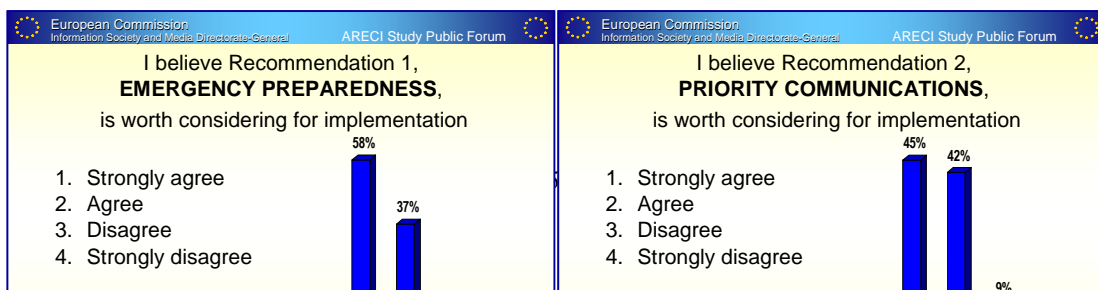 European Commission
Information Society and Media Directorate-General
ARECI Study Public Forum
I believe Recommendation 1,
EMERGENCY PREPAREDNESS,
is worth considering for implementation
58%
1. Strongly agree
37%
2. Agree
3. Disagree
4. Strongly disagree
European Commission
Information Society and Media Directorate-General
ARECI Study Public Forum
I believe Recommendation 2,
PRIORITY COMMUNICATIONS,
is worth considering for implementation
45%
42%
1. Strongly agree
2. Agree
3. Disagree
4. Strongly disagree
9%